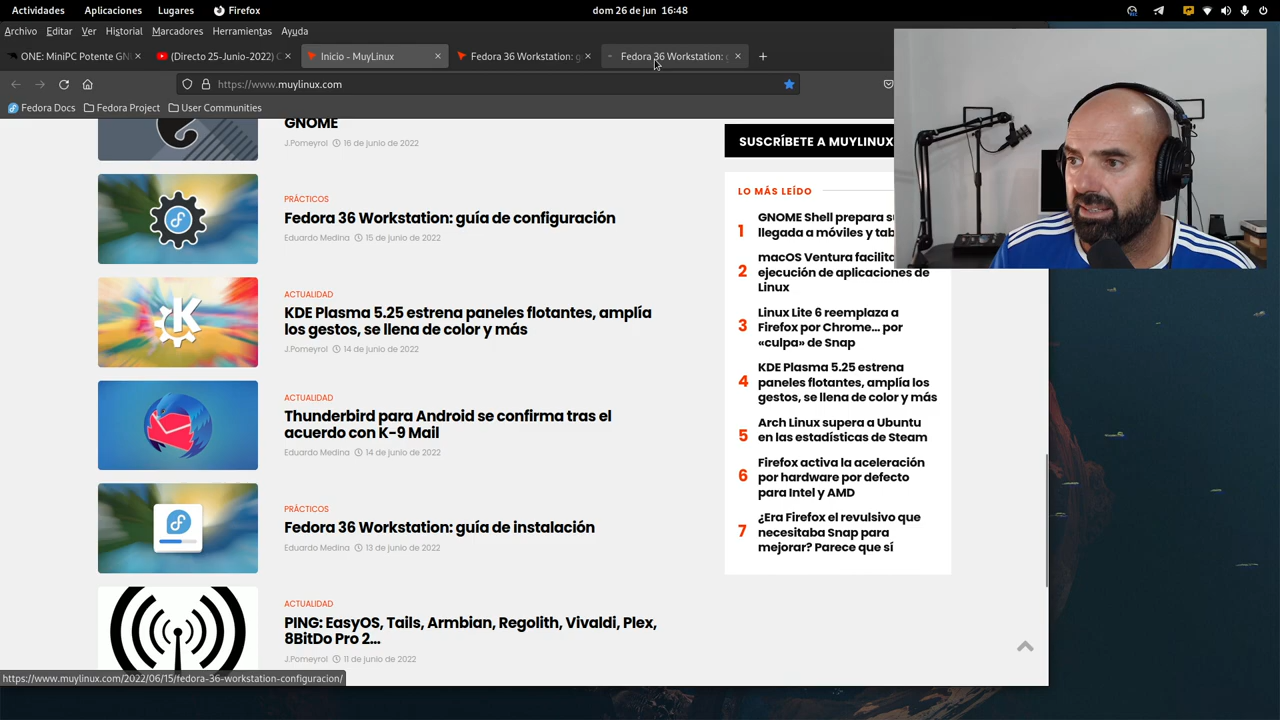 Actividades Aplicaciones Lugares Firefox dom 26 de jun 16:48
Archivo Editar Ver Historial Marcadores Herramientas Ayuda
ONE: MiniPC Potente GN (Directo 25-Junio-2022) C Inicio - MuyLinux Fedora 36 Workstation: g Fedora 36 Workstation:
https://www.muylinux.com
Fedora Docs Fedora Project User Communities
GNOME
J.Pomeyrol 16 de junio de 2022
PRÁCTICOS
Fedora 36 Workstation: guía de configuración
Eduardo Medina 15 de junio de 2022
ACTUALIDAD
KDE Plasma 5.25 estrena paneles flotantes, amplía
los gestos, se llena de color y más
J.Pomeyrol 14 de junio de 2022
ACTUALIDAD
Thunderbird para Android se confirma tras el
acuerdo con K-9 Mail
Eduardo Medina 14 de junio de 2022
PRÁCTICOS
Fedora 36 Workstation: guía de instalación
Eduardo Medina 13 de junio de 2022
ACTUALIDAD
PING: EasyOS, Tails, Armbian, Regolith, Vivaldi, Plex,
8BitDo Pro 2...
J.Pomeyrol 11 de junio de 2022
SUSCRÍBETE A MUYLINUX
LO MÁS LEÍDO
1 GNOME Shell prepara su
llegada a móviles y tab
2 macOS Ventura facilita
ejecución de aplicaciones de
Linux
3 Linux Lite 6 reemplaza a
Firefox por Chrome... por
«culpa» de Snap
4 KDE Plasma 5.25 estrena
paneles flotantes, amplía los
gestos, se llena de color y más
5 Arch Linux supera a Ubuntu
en las estadísticas de Steam
6 Firefox activa la aceleración
por hardware por defecto
para Intel y AMD
7 ¿Era Firefox el revulsivo que
necesitaba Snap para
mejorar? Parece que sí
https://www.muylinux.com/2022/06/15/fedora-36-workstation-configuracion/